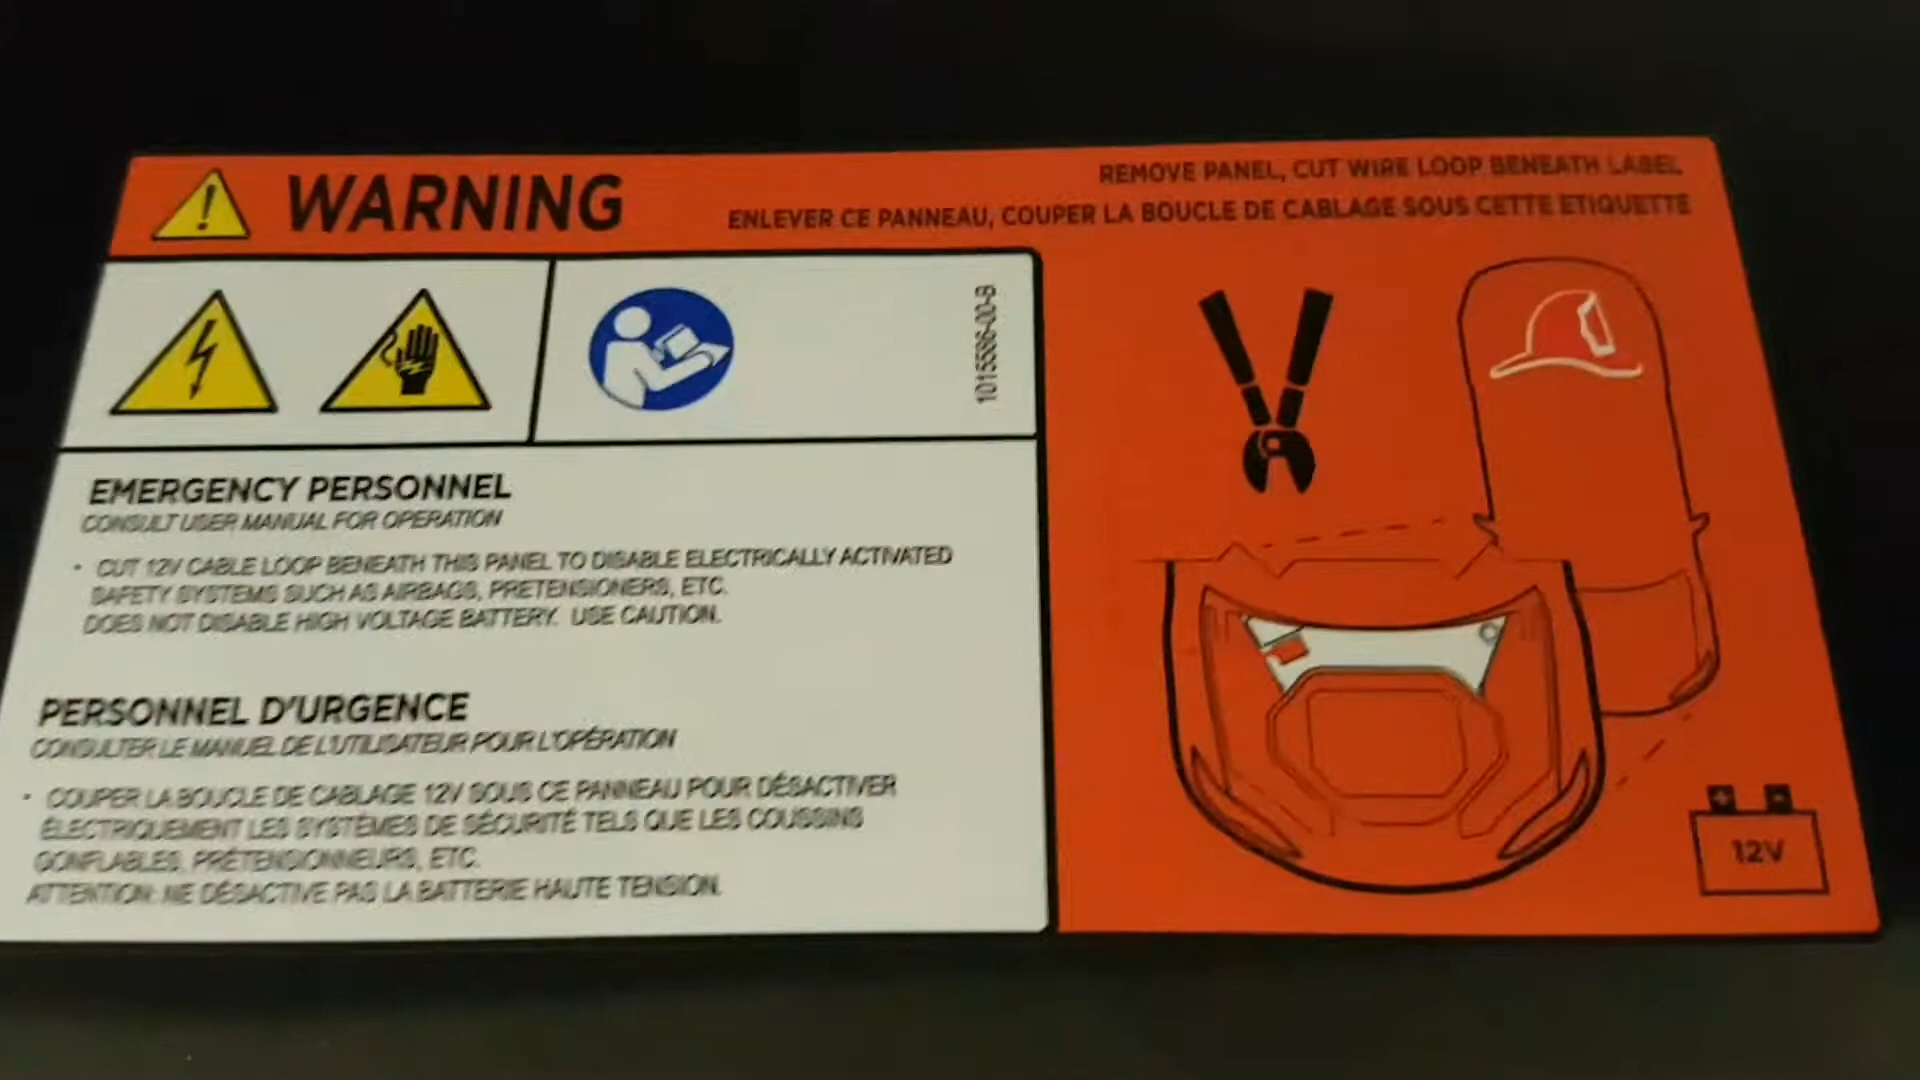 WARNING
REMOVE PANEL, CUT WIRE LOOP BENEATH LABEL
ENLEVER CE PANNEAU, COUPER LA BOUCLE DE CABLAGE SOUS CETTE ETIQUETTE
1015566-00-B
EMERGENCY PERSONNEL
CONSULT USER MANUAL FOR OPERATION
· CUT 12V CABLE LOOP BENEATH THIS PANEL TO DISABLE ELECTRICALLY ACTIVATED
SAFETY SYSTEMS SUCH AS AIRBAGS, PRETENSIONERS, ETC.
DOES NOT DISABLE HIGH VOLTAGE BATTERY. USE CAUTION.
PERSONNEL D'URGENCE
CONSULTER LE MANUEL DE L'UTILISATEUR POUR L'OPÉRATION
· COUPER LA BOUCLE DE CABLAGE 12V SOUS CE PANNEAU POUR DÉSACTIVER
ÉLECTRIQUEMENT LES SYSTÈMES DE SÉCURITÉ TELS QUE LES COUSSINS
GONFLABLES, PRÉTENSIONNEURS, ETC.
ATTENTION: NE DÉSACTIVE PAS LA BATTERIE HAUTE TENSION.
12V